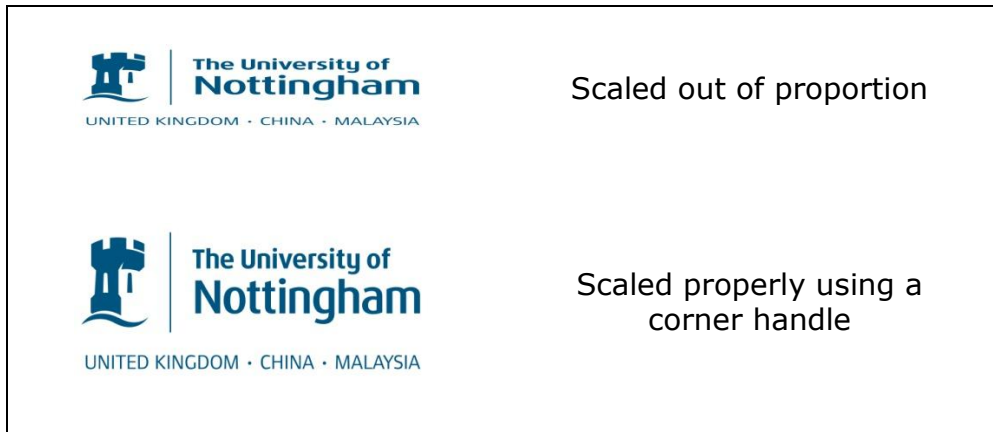 The University of
Nottingham
UNITED KINGDOM · CHINA · MALAYSIA
Scaled out of proportion
The University of
Nottingham
UNITED KINGDOM · CHINA · MALAYSIA
Scaled properly using a
corner handle